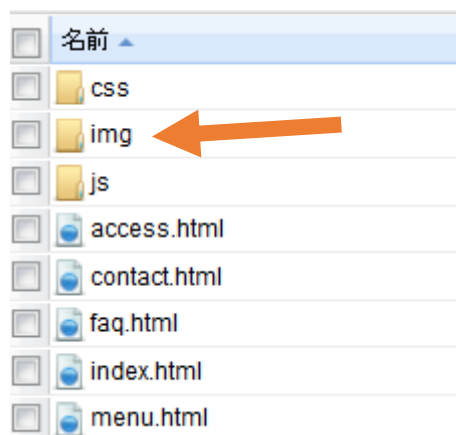 名前
css
img
js
access.html
contact.html
faq.html
index.html
menu.html